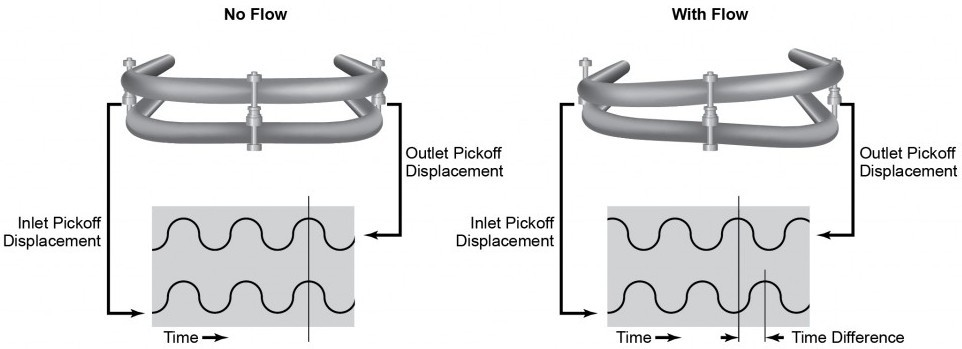 No Flow
With Flow
Outlet Pickoff
Displacement
Inlet Pickoff
Displacement
Time
Outlet Pickoff
Displacement
Inlet Pickoff
Displacement
Time
Time Difference